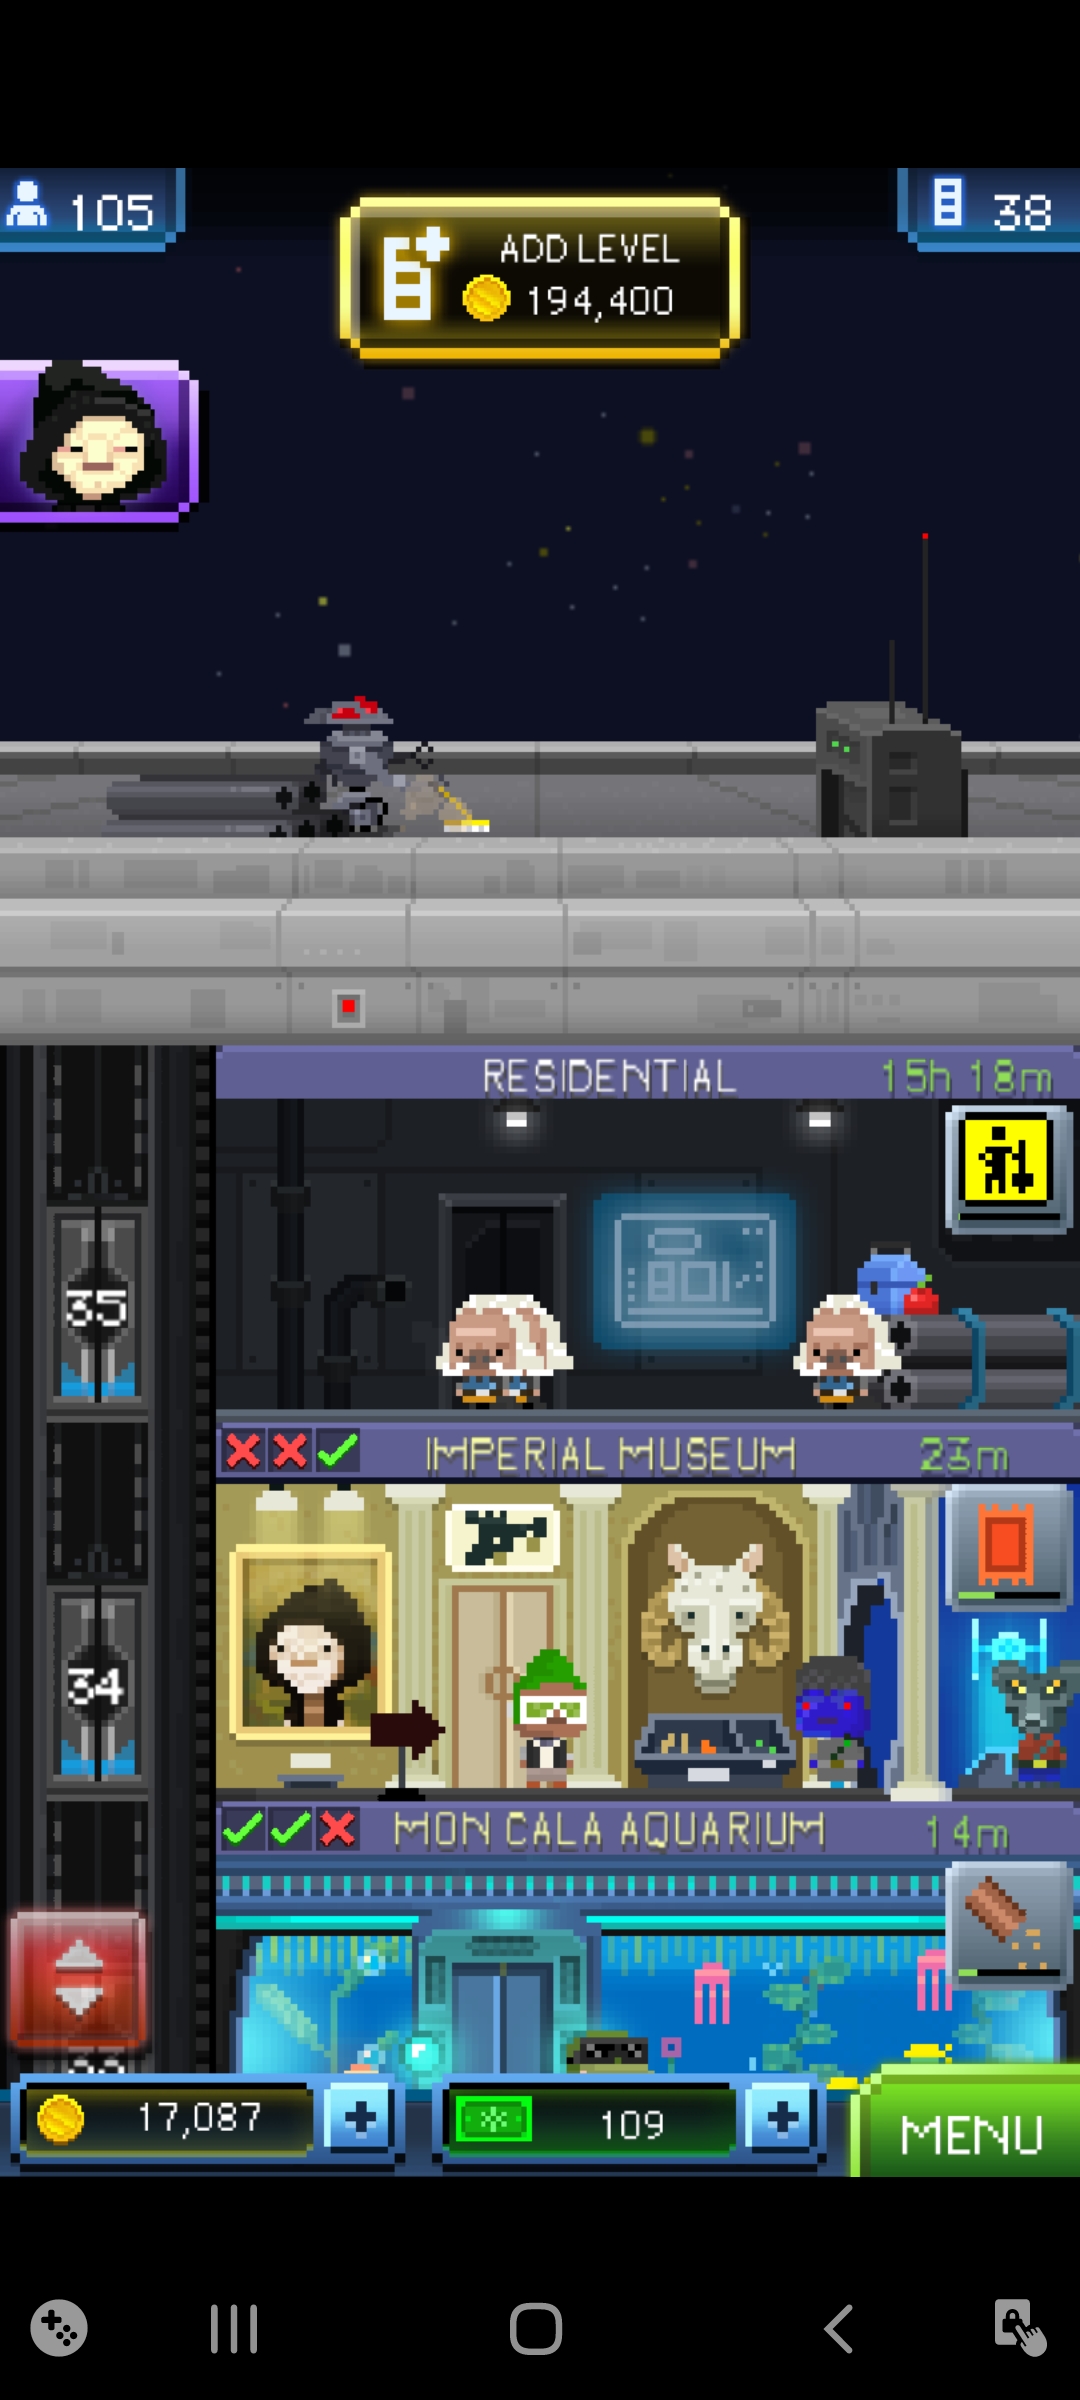 105
ADD LEVEL
194,400
38
RESIDENTIAL
15h 18m
35
IMPERIAL MUSEUM
23m
34
MON CALA AQUARIUM
14m
17,087
109
MENU